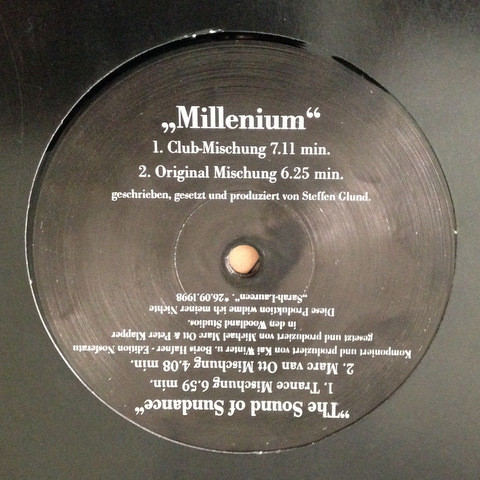 „Millenium“
1. Club-Mischung 7.11 min.
2. Original Mischung 6.25 min.
geschrieben, gesetzt und produziert von Steffen Glund.
"The Sound of Sundance"
1. Trance Mischung 6.59 min.
2. Marc van Ott Mischung 4.08 min.
Komponiert und produziert von Kai Winter u. Boris Hafner - Edition Nosferatu
gesetzt und produziert von Michael Marc Ott & Peter Klapper
in den Woodland Studios.
Diese Produktion widme ich meiner Nichte
„Sarah-Laureen“. *26.09.1998